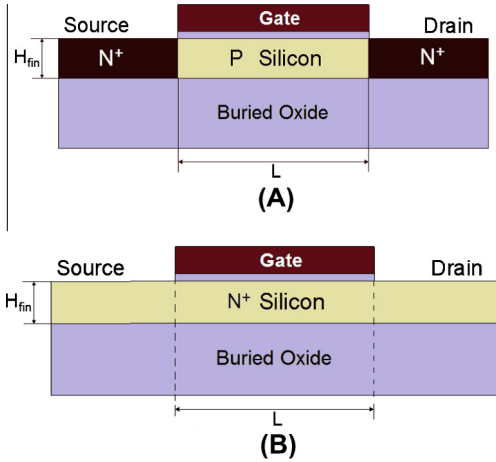 Gate
Source
Drain
H_fin
N⁺
P Silicon
N⁺
Buried Oxide
L
(A)
Gate
Source
Drain
H_fin
N⁺ Silicon
Buried Oxide
L
(B)